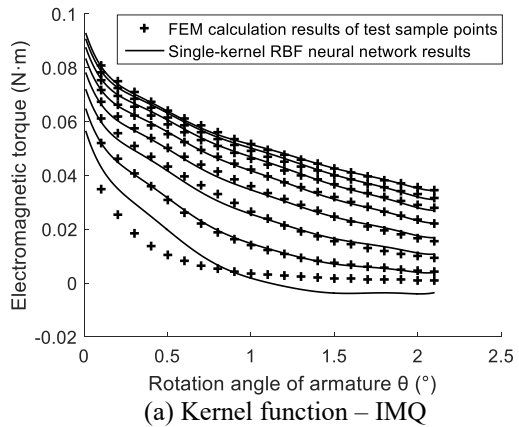 0.1
FEM calculation results of test sample points
Single-kernel RBF neural network results
0.08
0.06
0.04
0.02
0
-0.02
Electromagnetic torque (N·m)
0 0.5 1 1.5 2 2.5
Rotation angle of armature θ (°)
(a) Kernel function – IMQ